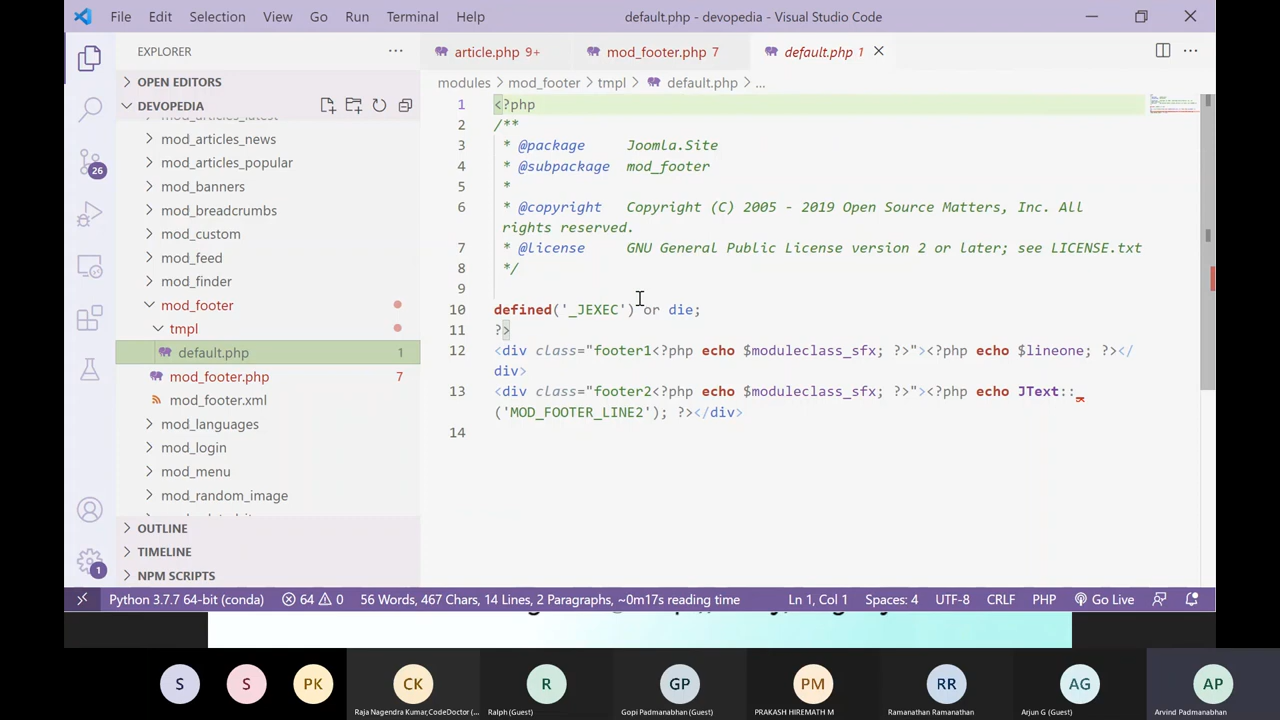 File Edit Selection View Go Run Terminal Help default.php - devopedia - Visual Studio Code
EXPLORER
article.php 9+ mod_footer.php 7 default.php 1
OPEN EDITORS
DEVOPEDIA
modules > mod_footer > tmpl > default.php > ...
mod_articles_news
mod_articles_popular
mod_banners
mod_breadcrumbs
mod_custom
mod_feed
mod_finder
mod_footer
tmpl
default.php 1
mod_footer.php 7
mod_footer.xml
mod_languages
mod_login
mod_menu
mod_random_image
OUTLINE
TIMELINE
NPM SCRIPTS
26
1
1 <?php
2 /**
3 * @package Joomla.Site
4 * @subpackage mod_footer
5 *
6 * @copyright Copyright (C) 2005 - 2019 Open Source Matters, Inc. All
rights reserved.
7 * @license GNU General Public License version 2 or later; see LICENSE.txt
8 */
9
10 defined('_JEXEC') or die;
11 ?>
12 <div class="footer1<?php echo $moduleclass_sfx; ?>"><?php echo $lineone; ?></
div>
13 <div class="footer2<?php echo $moduleclass_sfx; ?>"><?php echo JText::_
('MOD_FOOTER_LINE2'); ?></div>
14
Python 3.7.7 64-bit (conda) 64 0 56 Words, 467 Chars, 14 Lines, 2 Paragraphs, ~0m17s reading time Ln 1, Col 1 Spaces: 4 UTF-8 CRLF PHP Go Live
S S PK CK R GP PM RR AG AP
Raja Nagendra Kumar,CodeDoctor (... Ralph (Guest) Gopi Padmanabhan (Guest) PRAKASH HIREMATH M Ramanathan Ramanathan Arjun G (Guest) Arvind Padmanabhan